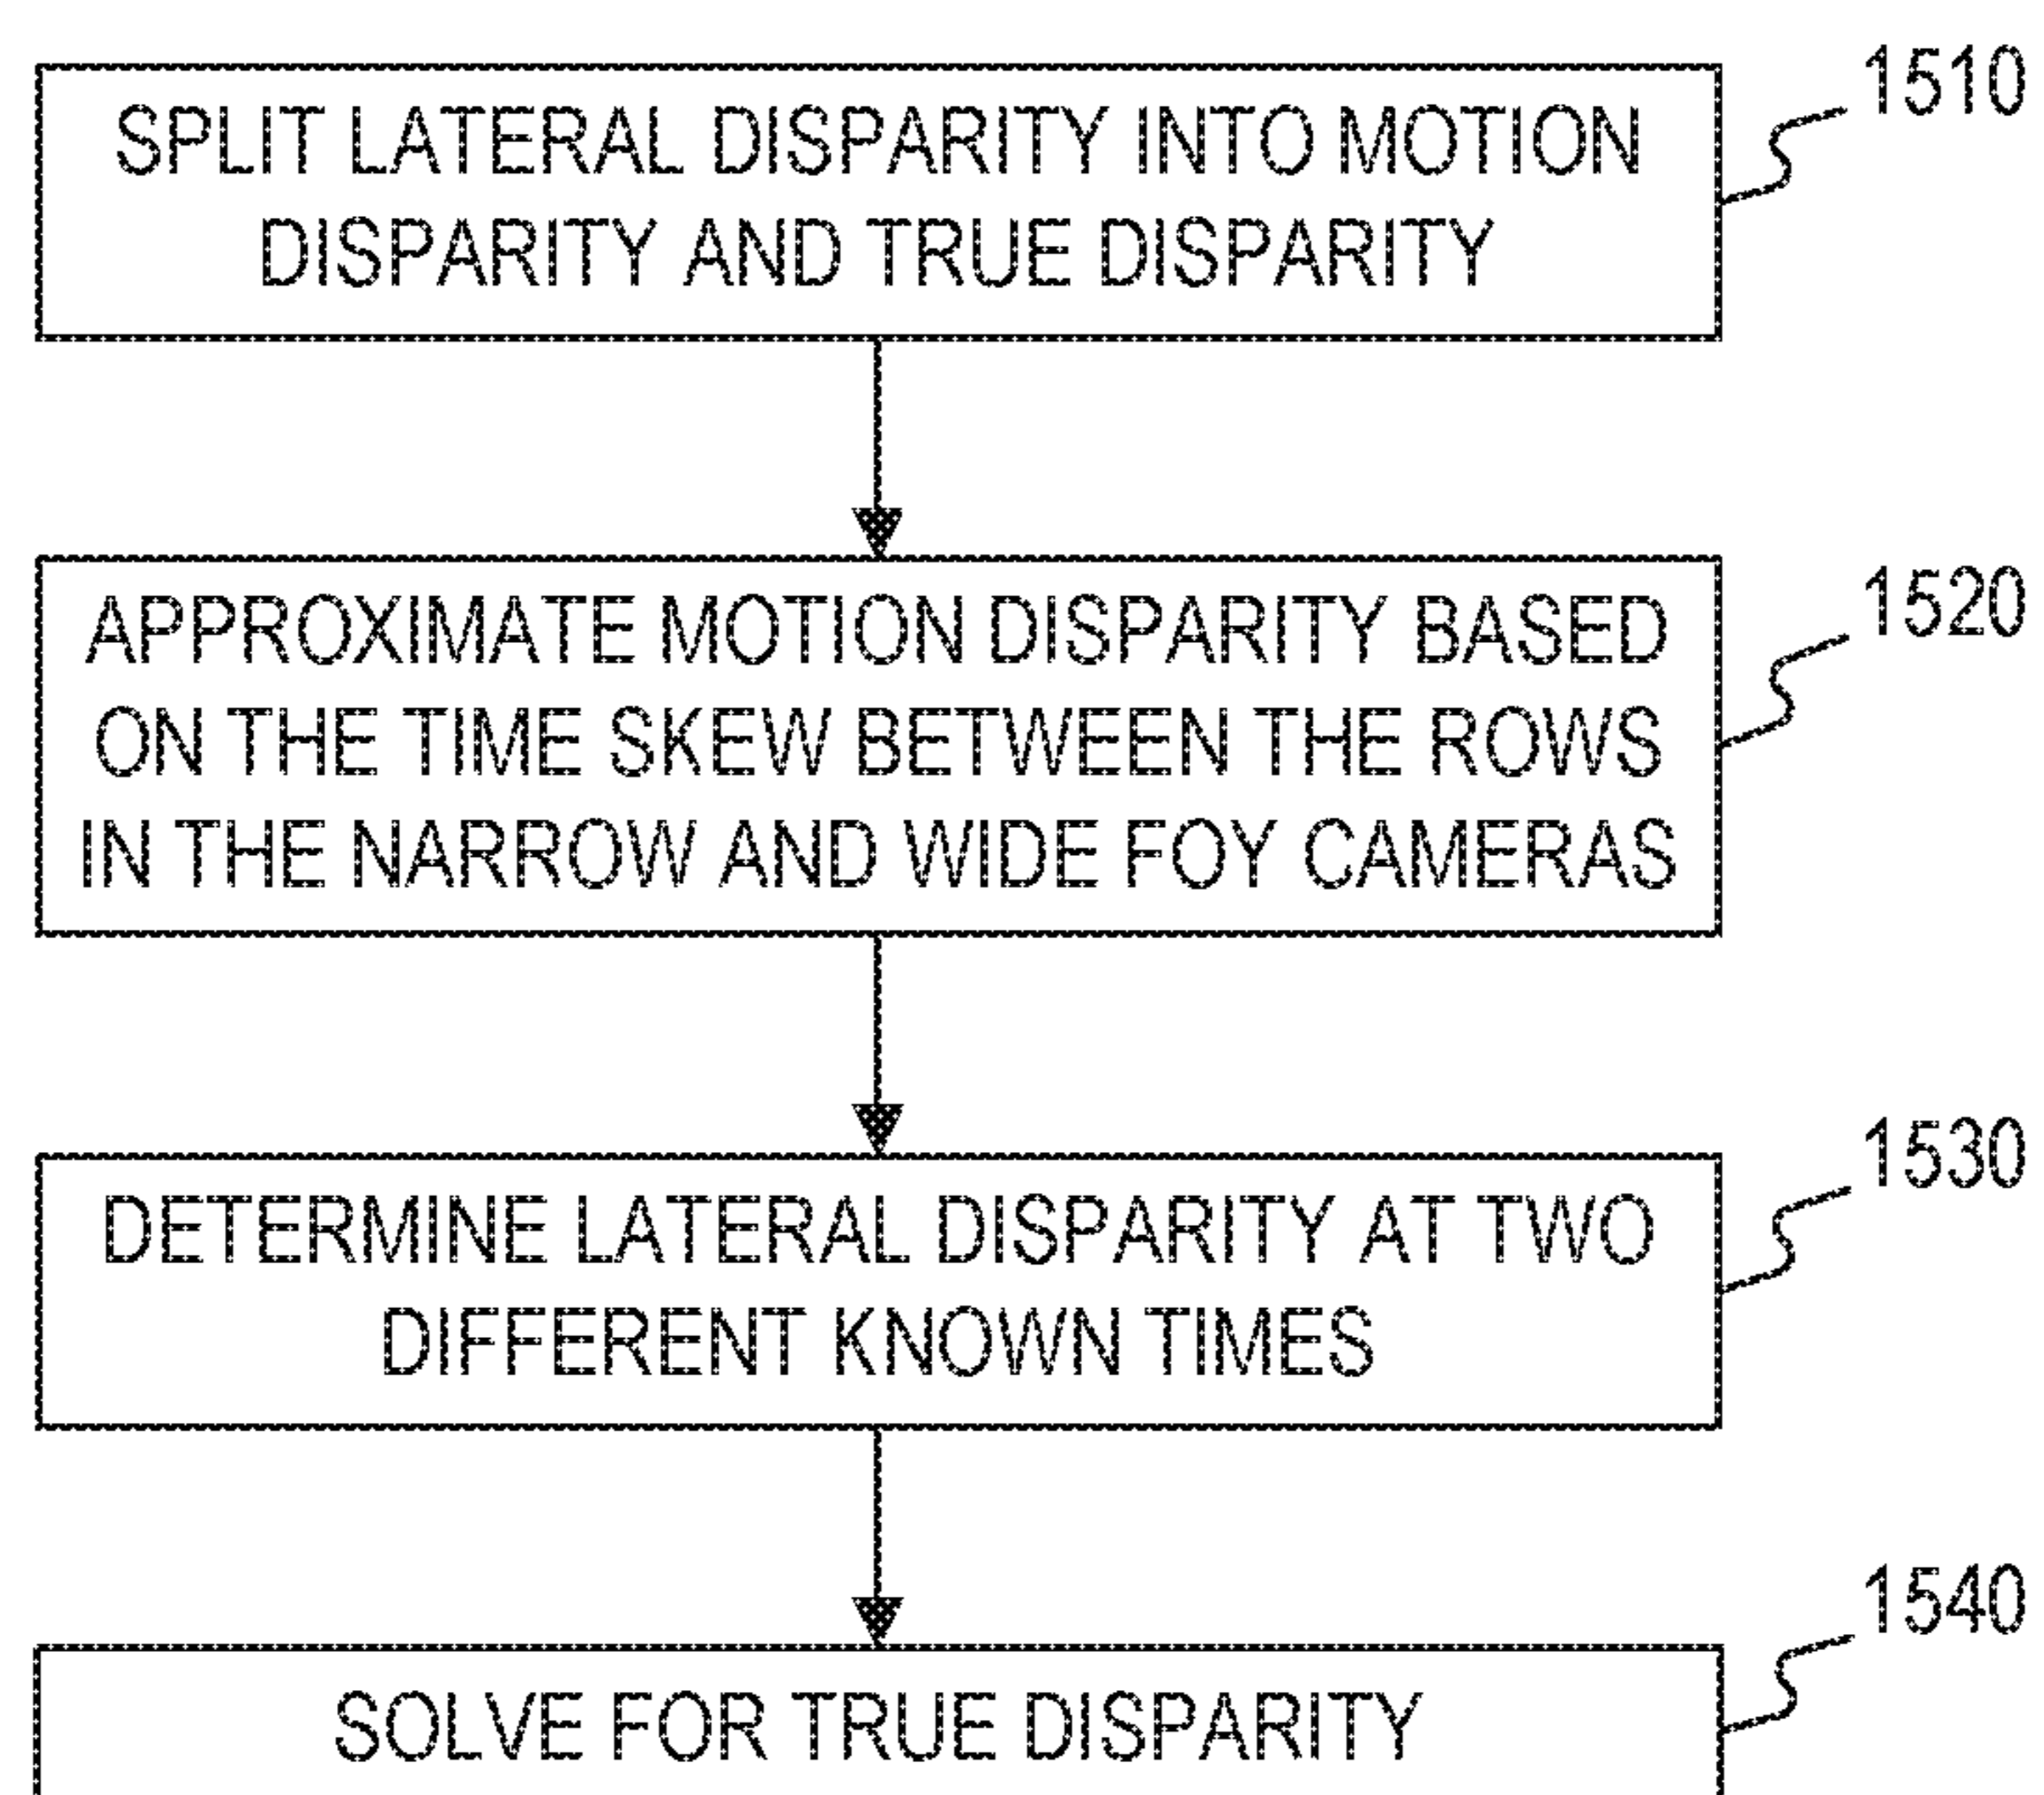 SPLIT LATERAL DISPARITY INTO MOTION
DISPARITY AND TRUE DISPARITY
1510
APPROXIMATE MOTION DISPARITY BASED
ON THE TIME SKEW BETWEEN THE ROWS
IN THE NARROW AND WIDE FOY CAMERAS
1520
DETERMINE LATERAL DISPARITY AT TWO
DIFFERENT KNOWN TIMES
1530
SOLVE FOR TRUE DISPARITY
1540